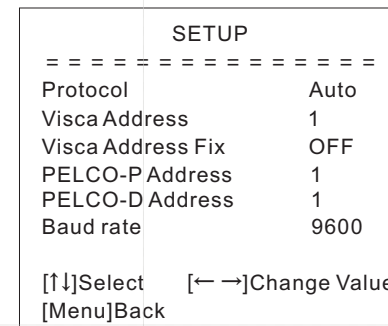 SETUP
= = = = = = = = = = = = = = =
Protocol Auto
Visca Address 1
Visca Address Fix OFF
PELCO-P Address 1
PELCO-D Address 1
Baud rate 9600
[↑↓]Select [← →]Change Value
[Menu]Back